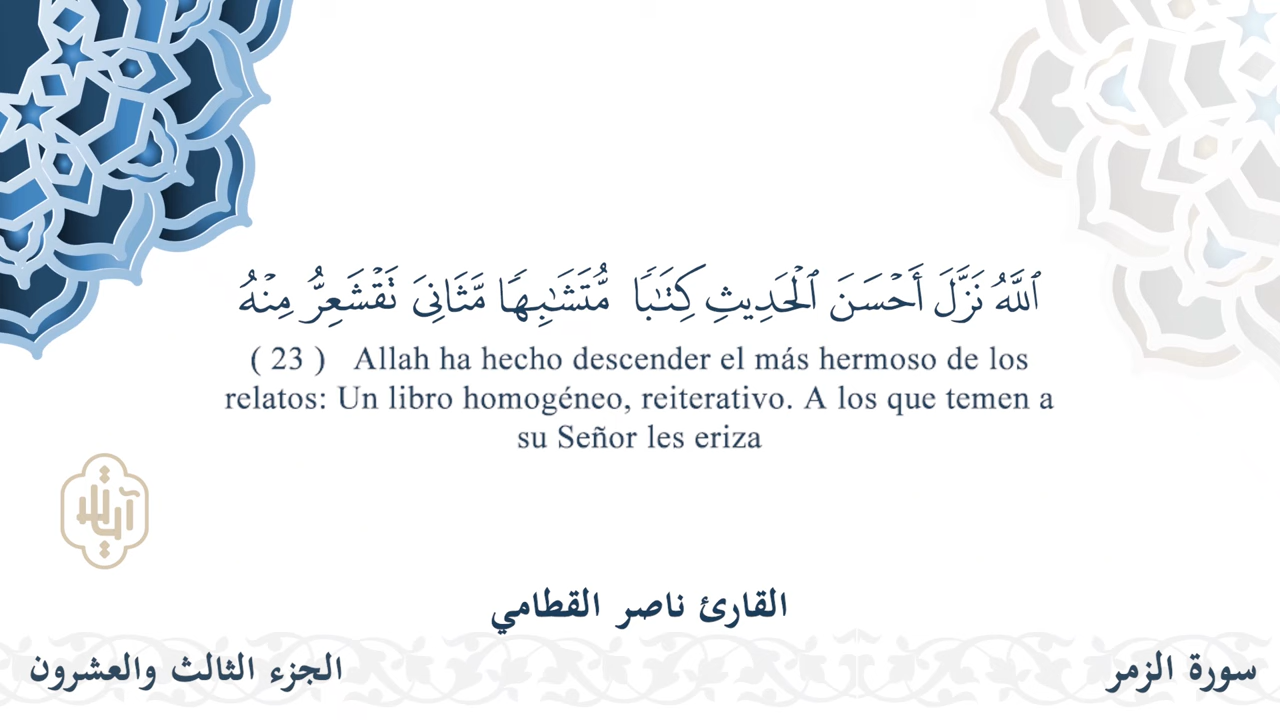 ٱللَّهُ نَزَّلَ أَحۡسَنَ ٱلۡحَدِيثِ كِتَٰبٗا مُّتَشَٰبِهٗا مَّثَانِيَ تَقۡشَعِرُّ مِنۡهُ
( 23 ) Allah ha hecho descender el más hermoso de los
relatos: Un libro homogéneo, reiterativo. A los que temen a
su Señor les eriza
القارئ ناصر القطامي
سورة الزمر
الجزء الثالث والعشرون